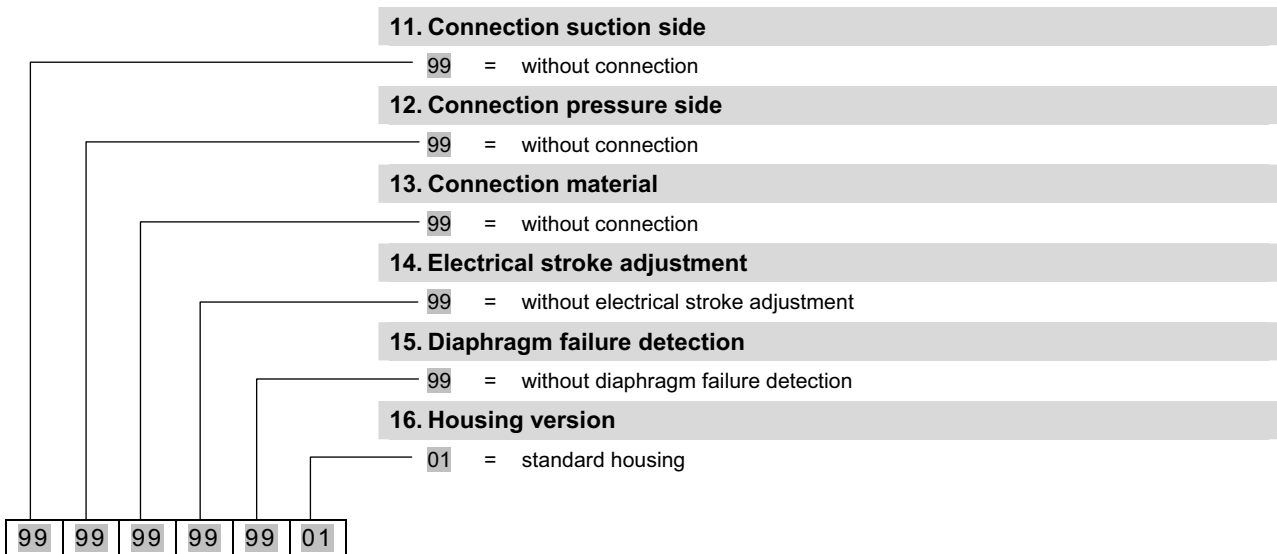 11. Connection suction side
99 = without connection
12. Connection pressure side
99 = without connection
13. Connection material
99 = without connection
14. Electrical stroke adjustment
99 = without electrical stroke adjustment
15. Diaphragm failure detection
99 = without diaphragm failure detection
16. Housing version
01 = standard housing
99 99 99 99 99 01